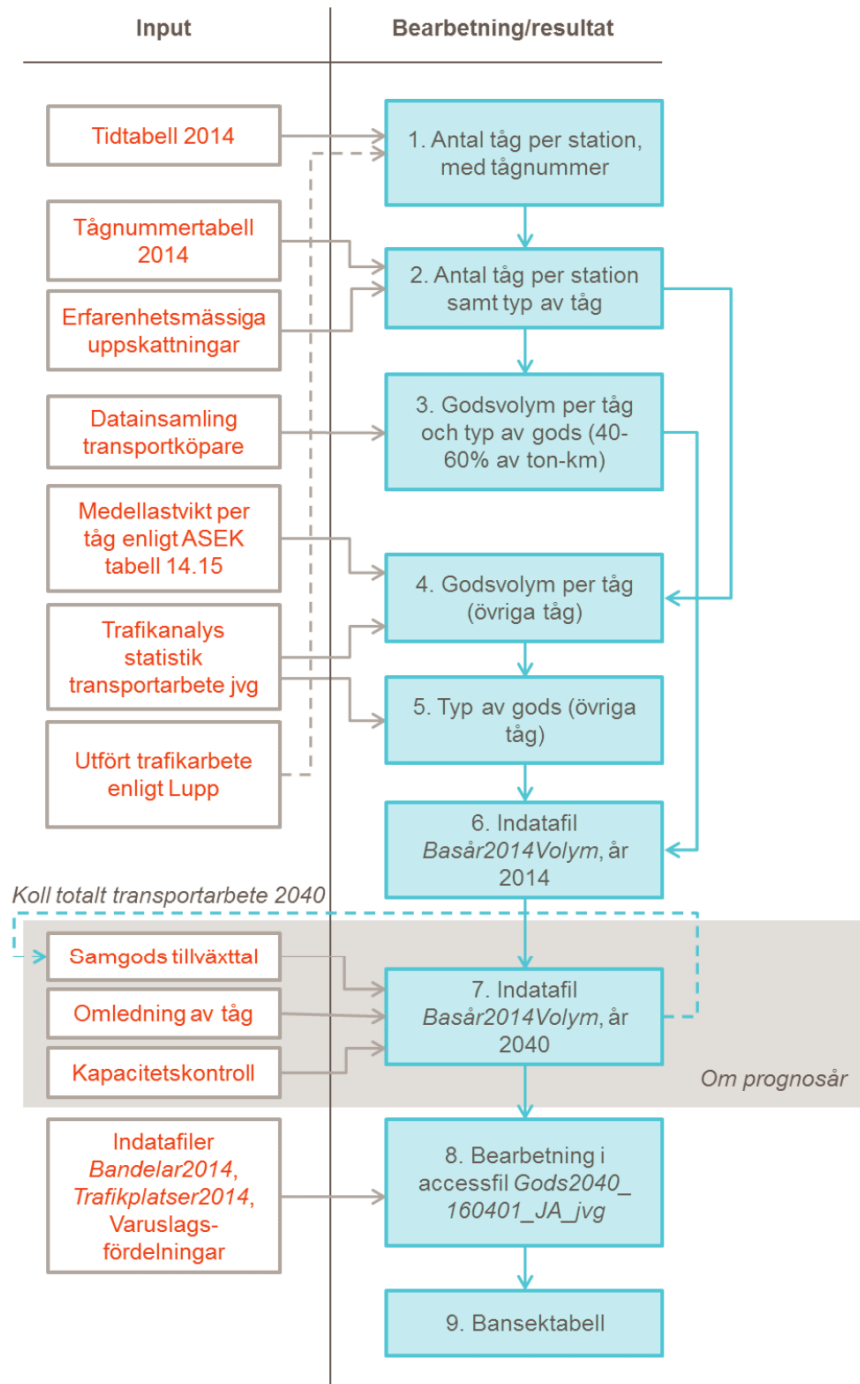 Input
Bearbetning/resultat
Tidtabell 2014
1. Antal tåg per station,
med tågnummer
Tågnummertabell
2014
2. Antal tåg per station
samt typ av tåg
Erfarenhetsmässiga
uppskattningar
Datainsamling
transportköpare
3. Godsvolym per tåg
och typ av gods (40-
60% av ton-km)
Medellastvikt per
tåg enligt ASEK
tabell 14.15
4. Godsvolym per tåg
(övriga tåg)
Trafikanalys
statistik
transportarbete jvg
5. Typ av gods (övriga
tåg)
Utfört trafikarbete
enligt Lupp
6. Indatafil
Basår2014Volym, år
2014
Koll totalt transportarbete 2040
Samgods tillväxttal
Omledning av tåg
Kapacitetskontroll
7. Indatafil
Basår2014Volym, år
2040
Om prognosår
Indatafiler
Bandelar2014,
Trafikplatser2014,
Varuslags-
fördelningar
8. Bearbetning i
accessfil Gods2040_
160401_JA_jvg
9. Bansektabell